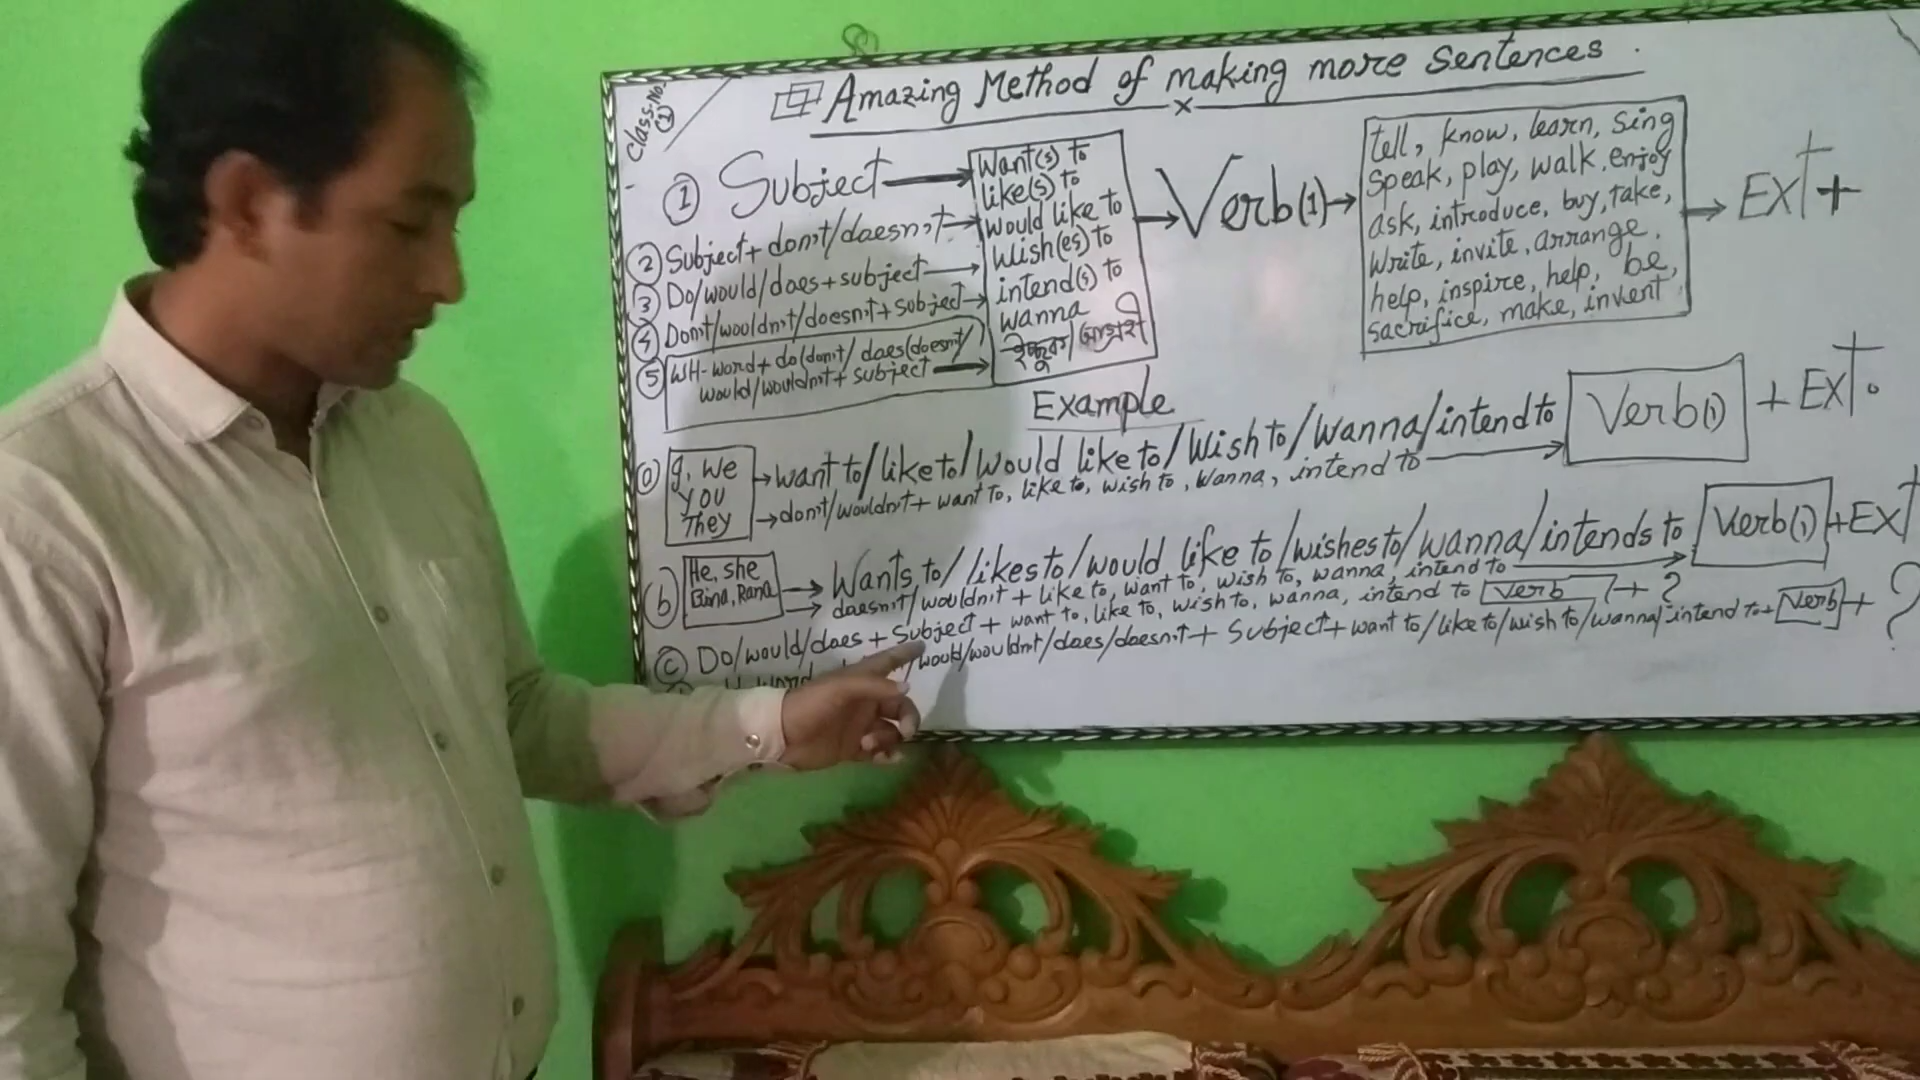 Class:No
①
Amazing Method of making more sentences.
① Subject → Verb(1) → → EXT+
② Subject + don't/doesn't →
③ Do/would/does + subject →
④ Don't/wouldn't/doesn't + subject →
⑤ WH-word + do(don't/does(doesn't/
would/wouldn't + subject →
Want(s) to
like(s) to
would like to
Wish(es) to
intend(s) to
wanna
tell, know, learn, sing
speak, play, walk, enjoy
ask, introduce, buy, take,
Write, invite, arrange.
help, inspire, help, be,
sacrifice, make, invent
Example
I, We
you
They
→ want to/like to/would like to/Wish to/wanna/intend to → Verb(1) + EXT.
→ don't/wouldn't + want to, like to, wish to, wanna, intend to
ⓑ He, she
Bina, Rana
→ Wants to/likes to/would like to/wishes to/wanna/intends to Verb(1) + EXT
→ doesn't/wouldn't + like to, want to, wish to, wanna, intend to →
ⓒ Do/would/does + Subject + want to, like to, wish to, wanna, intend to Verb + ?
word would/wouldn't/does/doesn't + Subject + want to/like to/wish to/wanna/intend to + Verb + ?